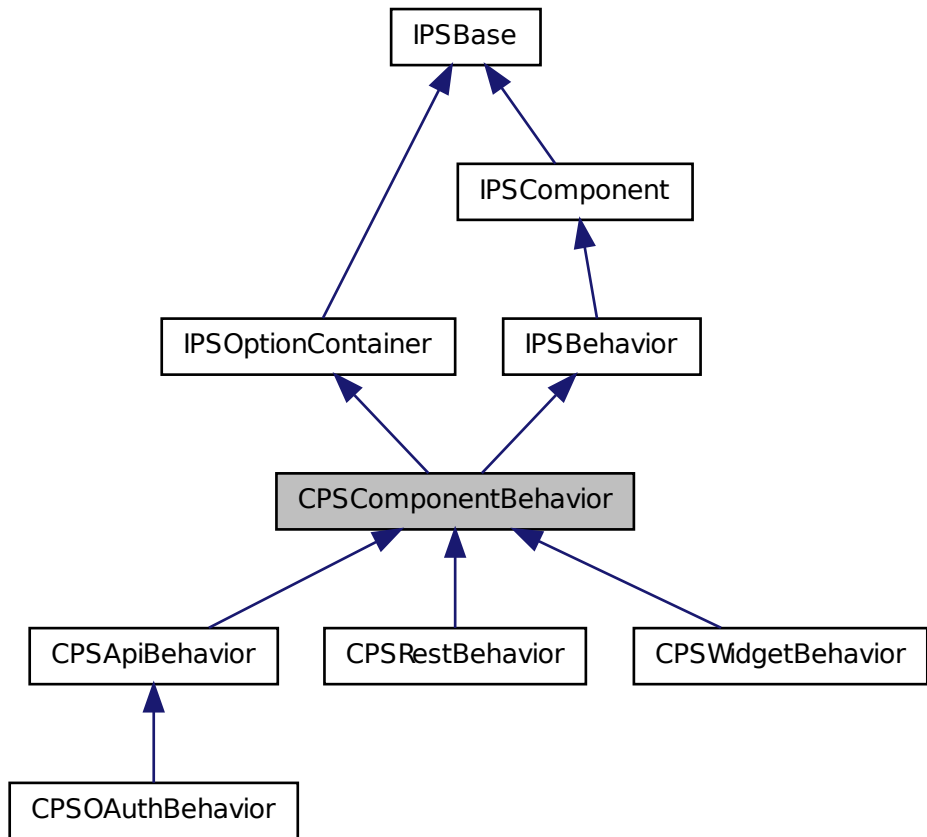 IPSBase
IPSComponent
IPSOptionContainer
IPSBehavior
CPSComponentBehavior
CPSApiBehavior
CPSRestBehavior
CPSWidgetBehavior
CPSOAuthBehavior